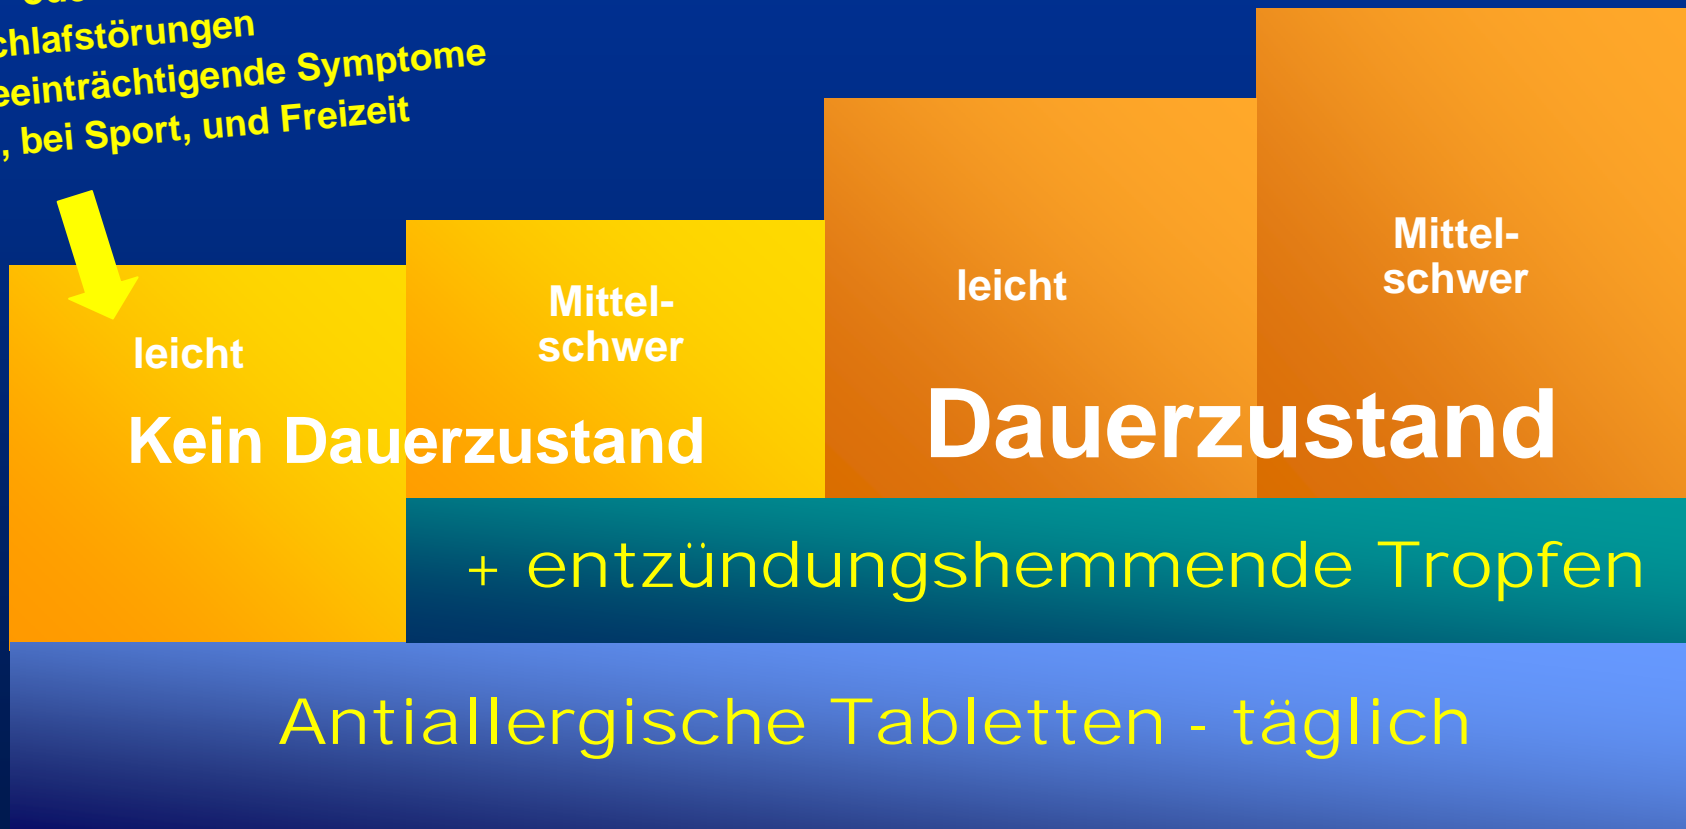 chlafstörungen
eeinträchtigende Symptome
, bei Sport, und Freizeit
leicht
Mittel-
schwer
leicht
Mittel-
schwer
Kein Dauerzustand
Dauerzustand
+ entzündungshemmende Tropfen
Antiallergische Tabletten - täglich